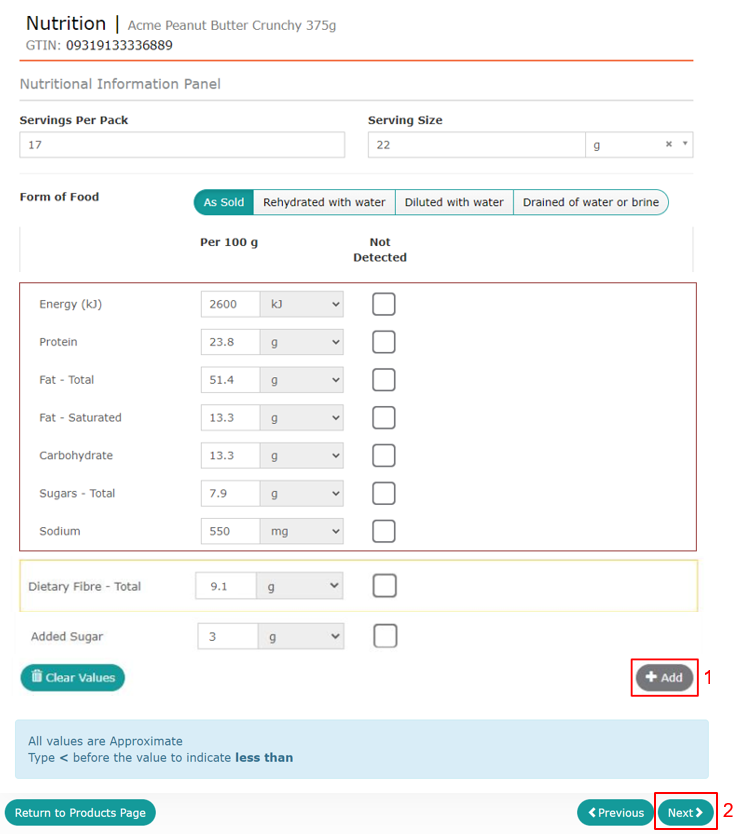 Nutrition | Acme Peanut Butter Crunchy 375g
GTIN: 09319133336889
Nutritional Information Panel
Servings Per Pack Serving Size
17 22 g × ▾
Form of Food As Sold Rehydrated with water Diluted with water Drained of water or brine
Per 100 g Not
Detected
Energy (kJ) 2600 kJ
Protein 23.8 g
Fat - Total 51.4 g
Fat - Saturated 13.3 g
Carbohydrate 13.3 g
Sugars - Total 7.9 g
Sodium 550 mg
Dietary Fibre - Total 9.1 g
Added Sugar 3 g
Clear Values + Add 1
All values are Approximate
Type < before the value to indicate less than
Return to Products Page Previous Next 2